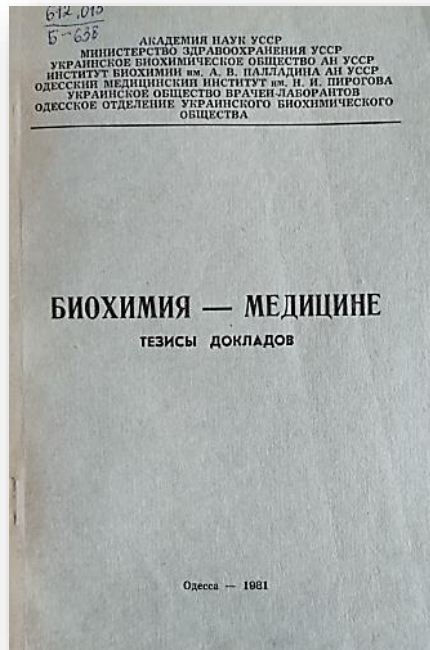 612.015
Б-638
АКАДЕМИЯ НАУК УССР
МИНИСТЕРСТВО ЗДРАВООХРАНЕНИЯ УССР
УКРАИНСКОЕ БИОХИМИЧЕСКОЕ ОБЩЕСТВО АН УССР
ИНСТИТУТ БИОХИМИИ им. А. В. ПАЛЛАДИНА АН УССР
ОДЕССКИЙ МЕДИЦИНСКИЙ ИНСТИТУТ им. Н. И. ПИРОГОВА
УКРАИНСКОЕ ОБЩЕСТВО ВРАЧЕЙ-ЛАБОРАНТОВ
ОДЕССКОЕ ОТДЕЛЕНИЕ УКРАИНСКОГО БИОХИМИЧЕСКОГО
ОБЩЕСТВА
БИОХИМИЯ — МЕДИЦИНЕ
ТЕЗИСЫ ДОКЛАДОВ
Одесса — 1981